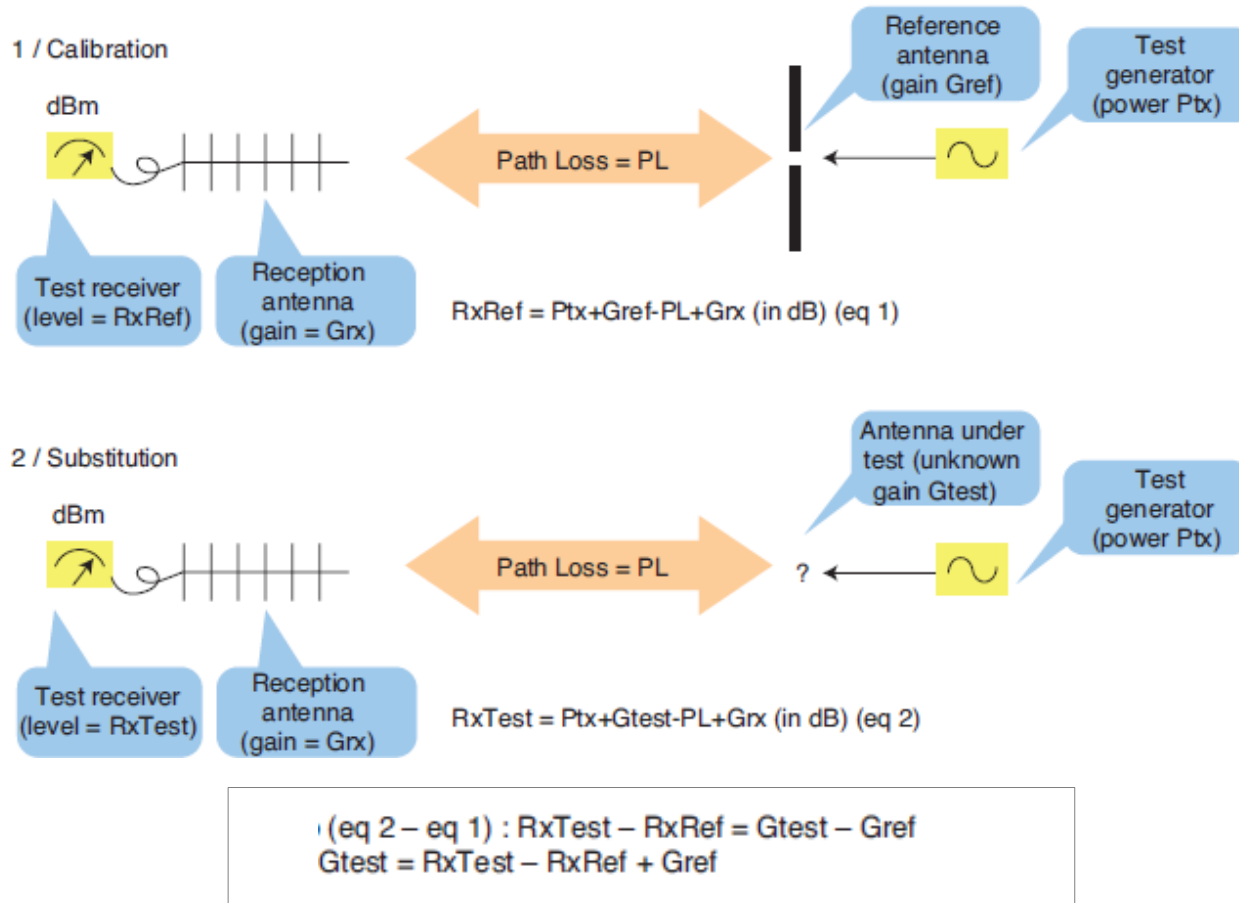 1 / Calibration
dBm
Reference
antenna
(gain Gref)
Test
generator
(power Ptx)
Path Loss = PL
Test receiver
(level = RxRef)
Reception
antenna
(gain = Grx)
RxRef = Ptx+Gref-PL+Grx (in dB) (eq 1)
2 / Substitution
dBm
Antenna under
test (unknown
gain Gtest)
Test
generator
(power Ptx)
Path Loss = PL
?
Test receiver
(level = RxTest)
Reception
antenna
(gain = Grx)
RxTest = Ptx+Gtest-PL+Grx (in dB) (eq 2)
(eq 2 – eq 1) : RxTest – RxRef = Gtest – Gref
Gtest = RxTest – RxRef + Gref